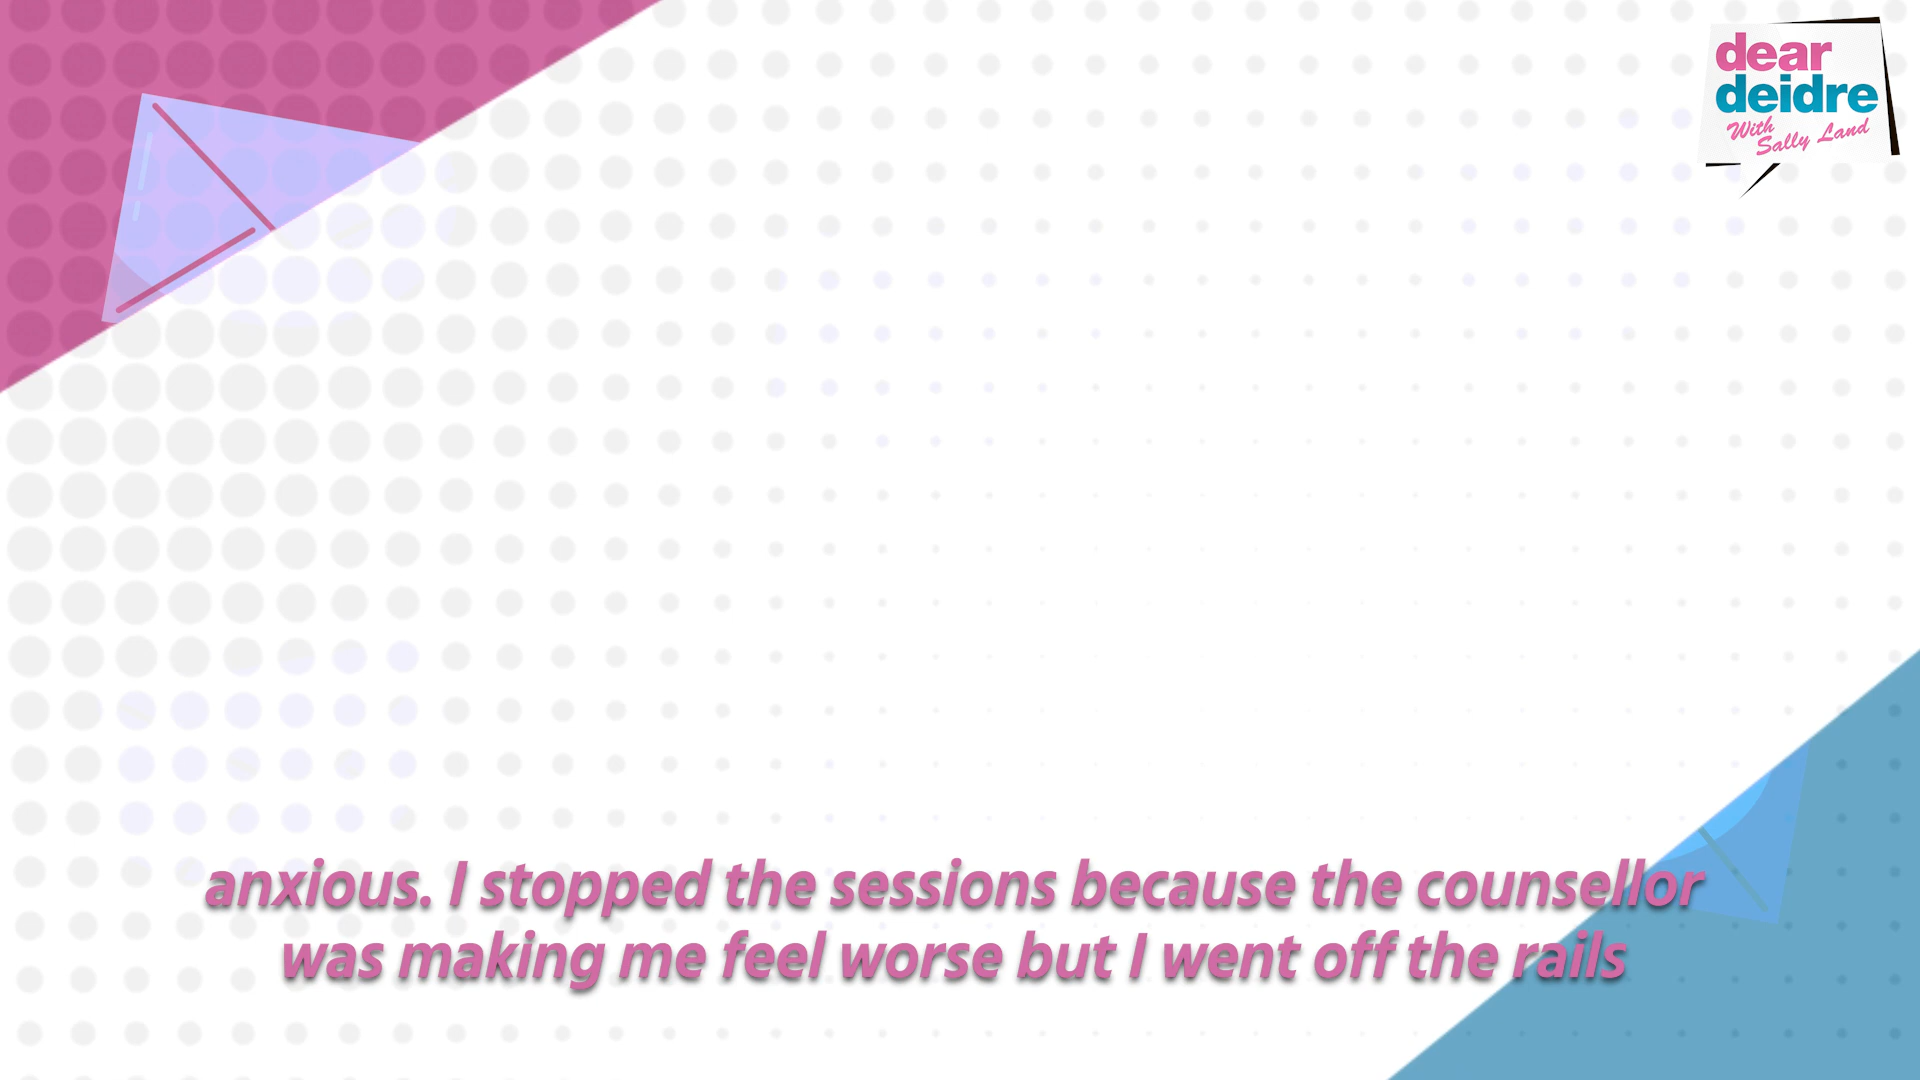 dear
deidre
With
Sally Land
anxious. I stopped the sessions because the counsellor
was making me feel worse but I went off the rails